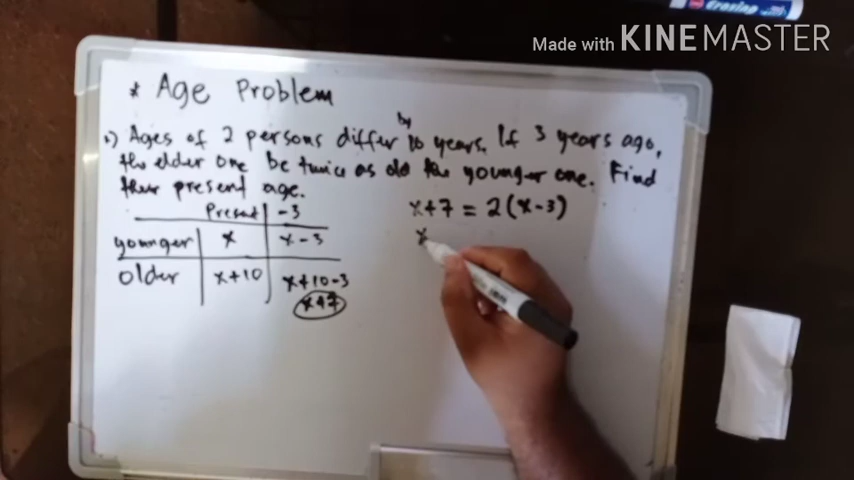 Erasing
Made with KINEMASTER
* Age Problem
by
1) Ages of 2 persons differ 10 years. If 3 years ago,
the elder one be twice as old the younger one. Find
their present age.
Present -3
younger x x-3
older x+10 x+10-3
x+7
x+7 = 2(x-3)
x